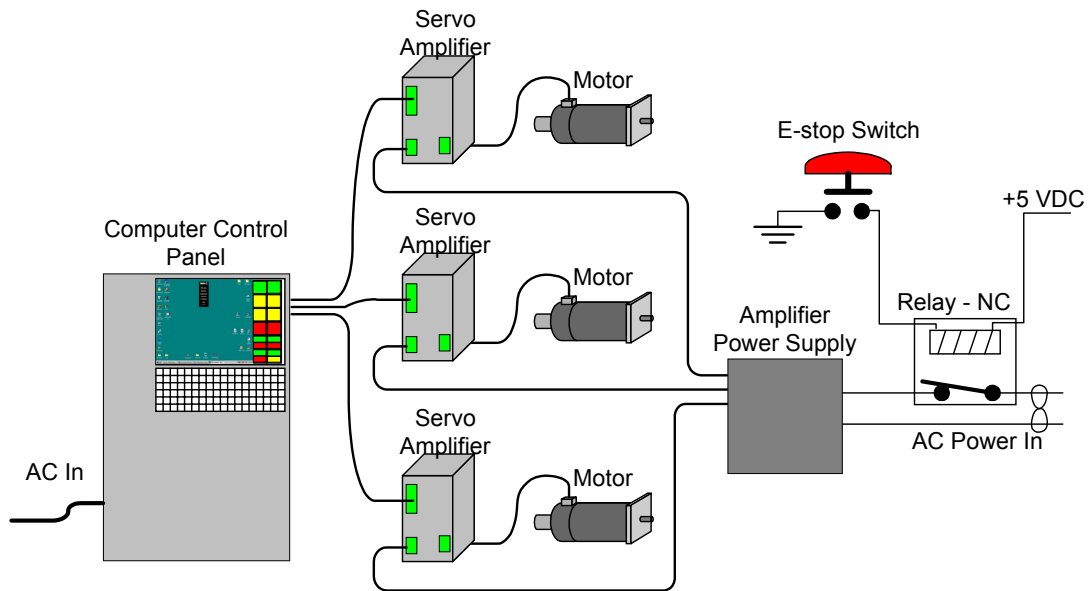 Servo
Amplifier
Motor
E-stop Switch
+5 VDC
Servo
Amplifier
Computer Control
Panel
Motor
Relay - NC
Amplifier
Power Supply
AC Power In
Servo
Amplifier
AC In
Motor